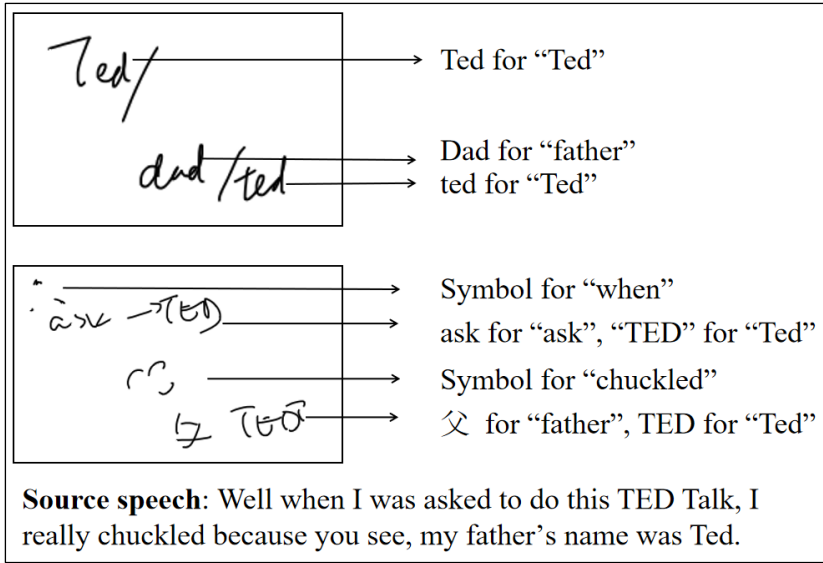 Ted/
Ted for “Ted”
dad/ted
Dad for “father”
ted for “Ted”
Symbol for “when”
ask →TED
ask for “ask”, “TED” for “Ted”
Symbol for “chuckled”
TED
父 for “father”, TED for “Ted”
Source speech: Well when I was asked to do this TED Talk, I
really chuckled because you see, my father’s name was Ted.